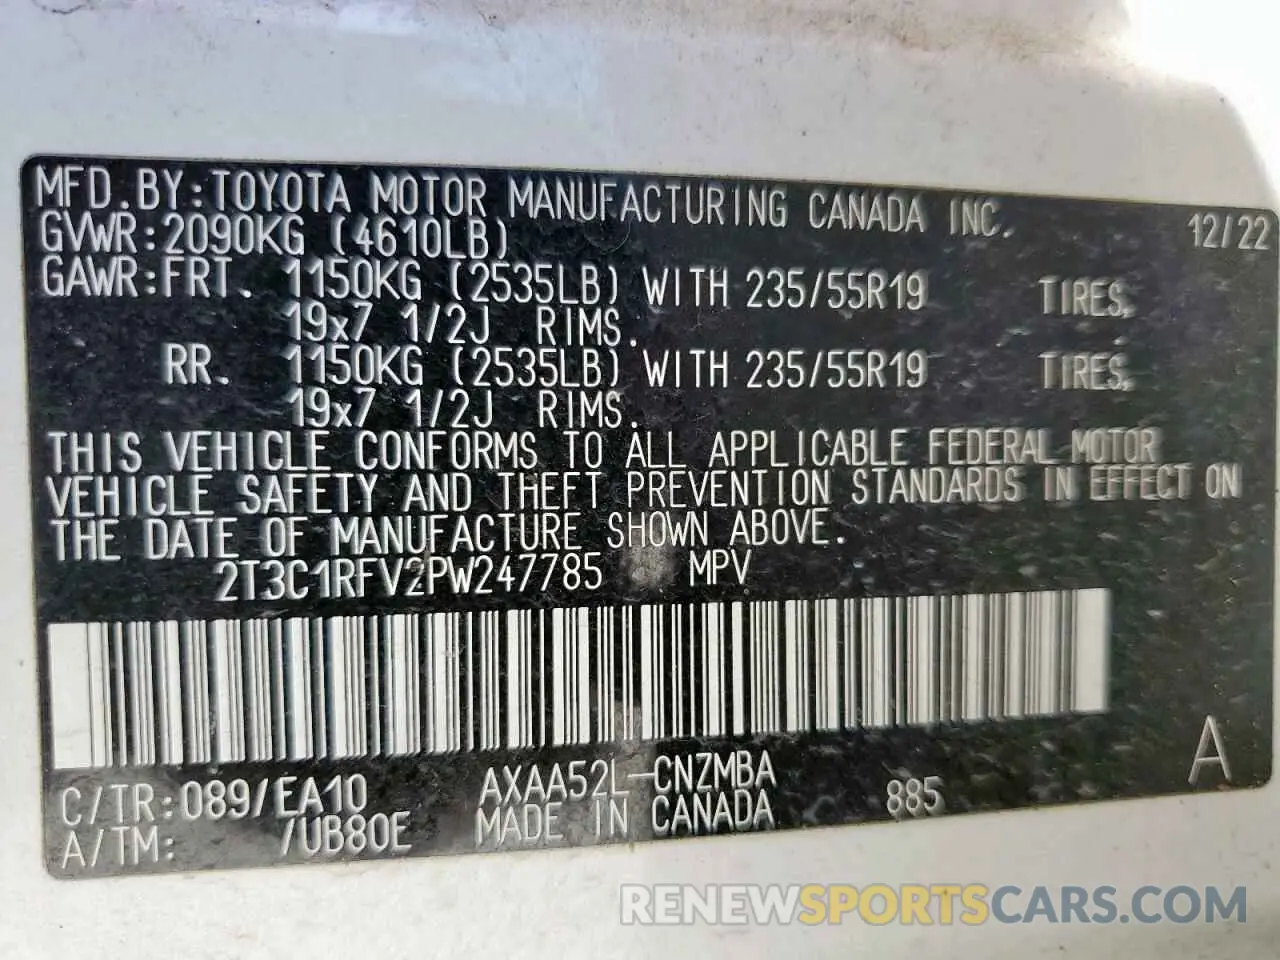 MFD.BY:TOYOTA MOTOR MANUFACTURING CANADA INC. 12/22
GVWR:2090KG (4610LB)
GAWR:FRT. 1150KG (2535LB) WITH 235/55R19 TIRES,
19x7 1/2J RIMS.
RR. 1150KG (2535LB) WITH 235/55R19 TIRES,
19x7 1/2J RIMS.
THIS VEHICLE CONFORMS TO ALL APPLICABLE FEDERAL MOTOR
VEHICLE SAFETY AND THEFT PREVENTION STANDARDS IN EFFECT ON
THE DATE OF MANUFACTURE SHOWN ABOVE.
2T3C1RFV2PW247785 MPV
C/TR:089/EA10 AXAA52L-CNZMBA 885 A
A/TM: /UB80E MADE IN CANADA
RENEWSPORTSCARS.COM